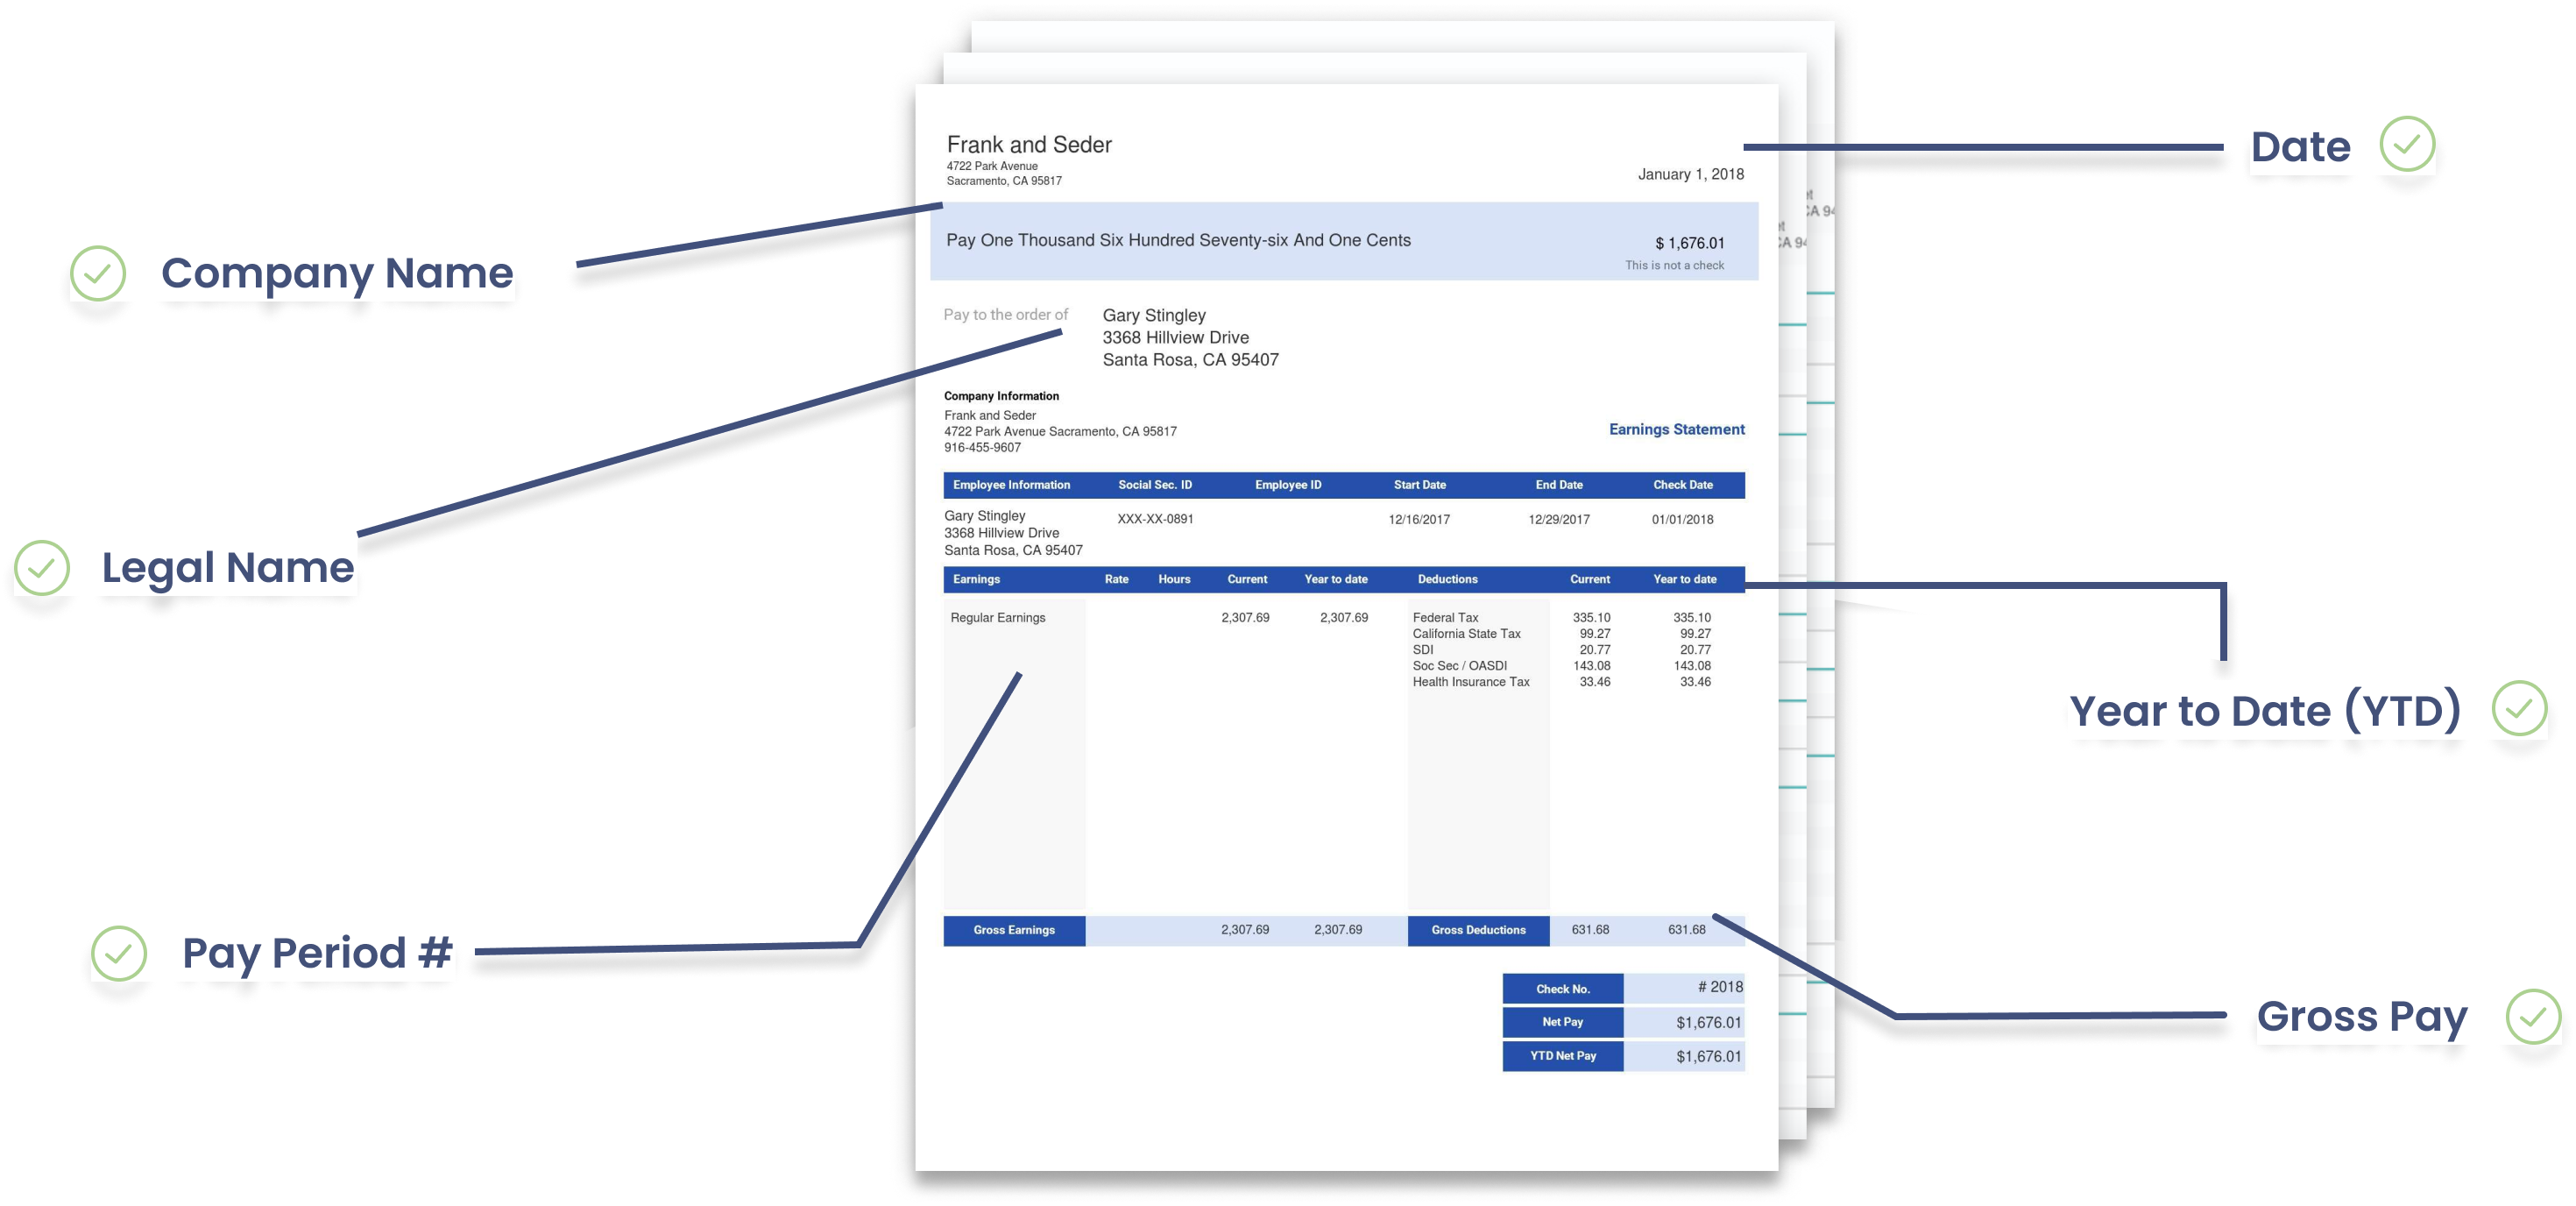 Frank and Seder
4722 Park Avenue
Sacramento, CA 95817
January 1, 2018
Date
Pay One Thousand Six Hundred Seventy-six And One Cents
$ 1,676.01
This is not a check
Company Name
Pay to the order of
Gary Stingley
3368 Hillview Drive
Santa Rosa, CA 95407
Company Information
Frank and Seder
4722 Park Avenue Sacramento, CA 95817
916-455-9607
Earnings Statement
Employee Information Social Sec. ID Employee ID Start Date End Date Check Date
Gary Stingley XXX-XX-0891 12/16/2017 12/29/2017 01/01/2018
3368 Hillview Drive
Santa Rosa, CA 95407
Legal Name
Earnings Rate Hours Current Year to date Deductions Current Year to date
Regular Earnings 2,307.69 2,307.69 Federal Tax 335.10 335.10
California State Tax 99.27 99.27
SDI 20.77 20.77
Soc Sec / OASDI 143.08 143.08
Health Insurance Tax 33.46 33.46
Year to Date (YTD)
Gross Earnings 2,307.69 2,307.69 Gross Deductions 631.68 631.68
Pay Period #
Check No. # 2018
Net Pay $1,676.01
YTD Net Pay $1,676.01
Gross Pay